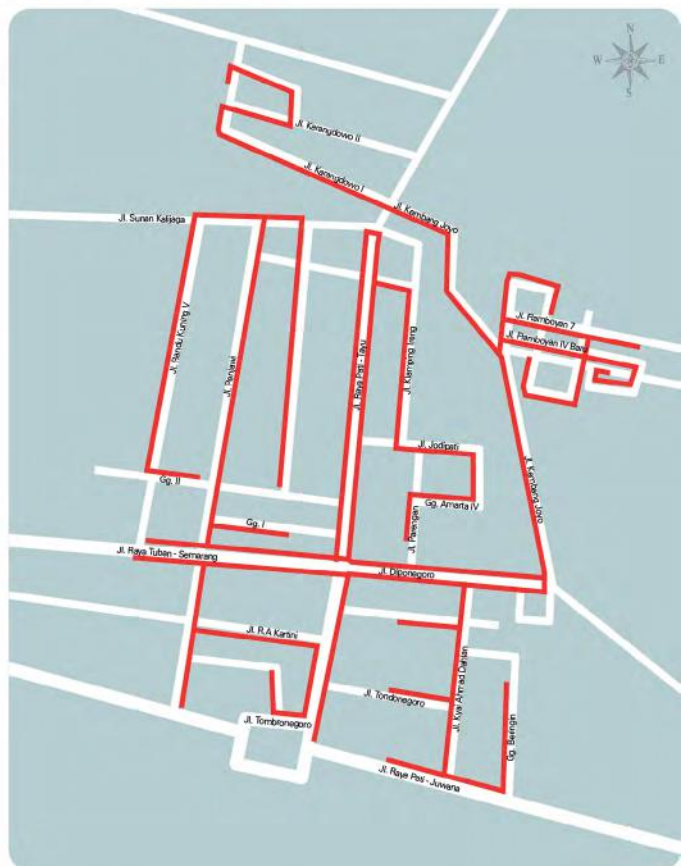 N
W E
S
Jl. Karangdowo II
Jl. Karangdowo I
Jl. Kembang Joyo
Jl. Sunan Kalijaga
Jl. Flamboyan 7
Jl. Flamboyan IV Baru
Jl. Pandu Kuning V
Jl. Penjawi
Jl. Raya Pati - Tayu
Jl. Klamping Ireng
Jl. Jodipati
Jl. Kembang Joyo
Gg. II
Gg. Amarta IV
Gg. I
Jl. Parengan
Jl. Raya Tuban - Semarang
Jl. Diponegoro
Jl. R.A Kartini
Jl. Kyai Ahmad Dahlan
Jl. Tondonegoro
Gg. Beringin
Jl. Tombronegoro
Jl. Raya Pati - Juwana